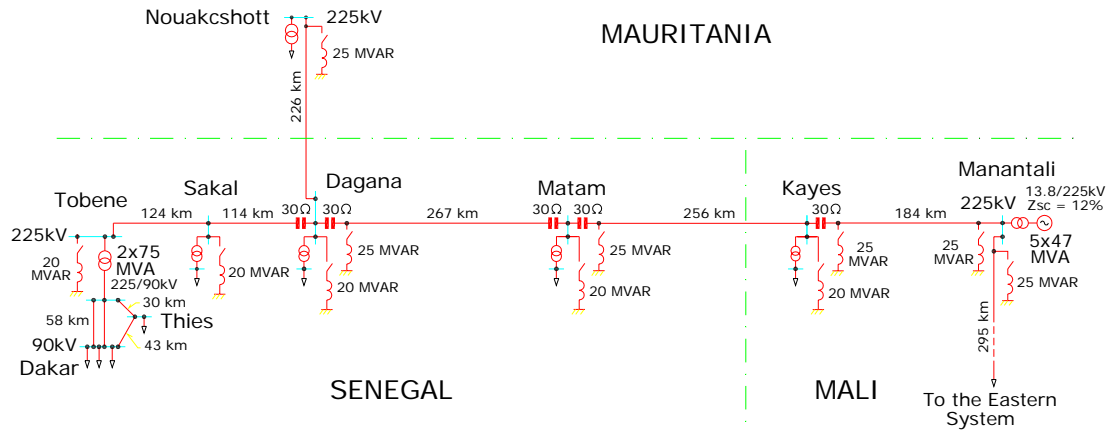 Nouakcshott
225kV
25 MVAR
MAURITANIA
226 km
Tobene
Sakal
Dagana
Matam
Kayes
Manantali
13.8/225kV
Zsc = 12%
124 km
114 km
30Ω
30Ω
267 km
30Ω
30Ω
256 km
30Ω
184 km
225kV
5x47
MVA
225kV
20
MVAR
2x75
MVA
225/90kV
20 MVAR
25 MVAR
20 MVAR
25 MVAR
20 MVAR
25
MVAR
20 MVAR
25
MVAR
25 MVAR
30 km
58 km
Thies
43 km
90kV
Dakar
295 km
SENEGAL
MALI
To the Eastern
System